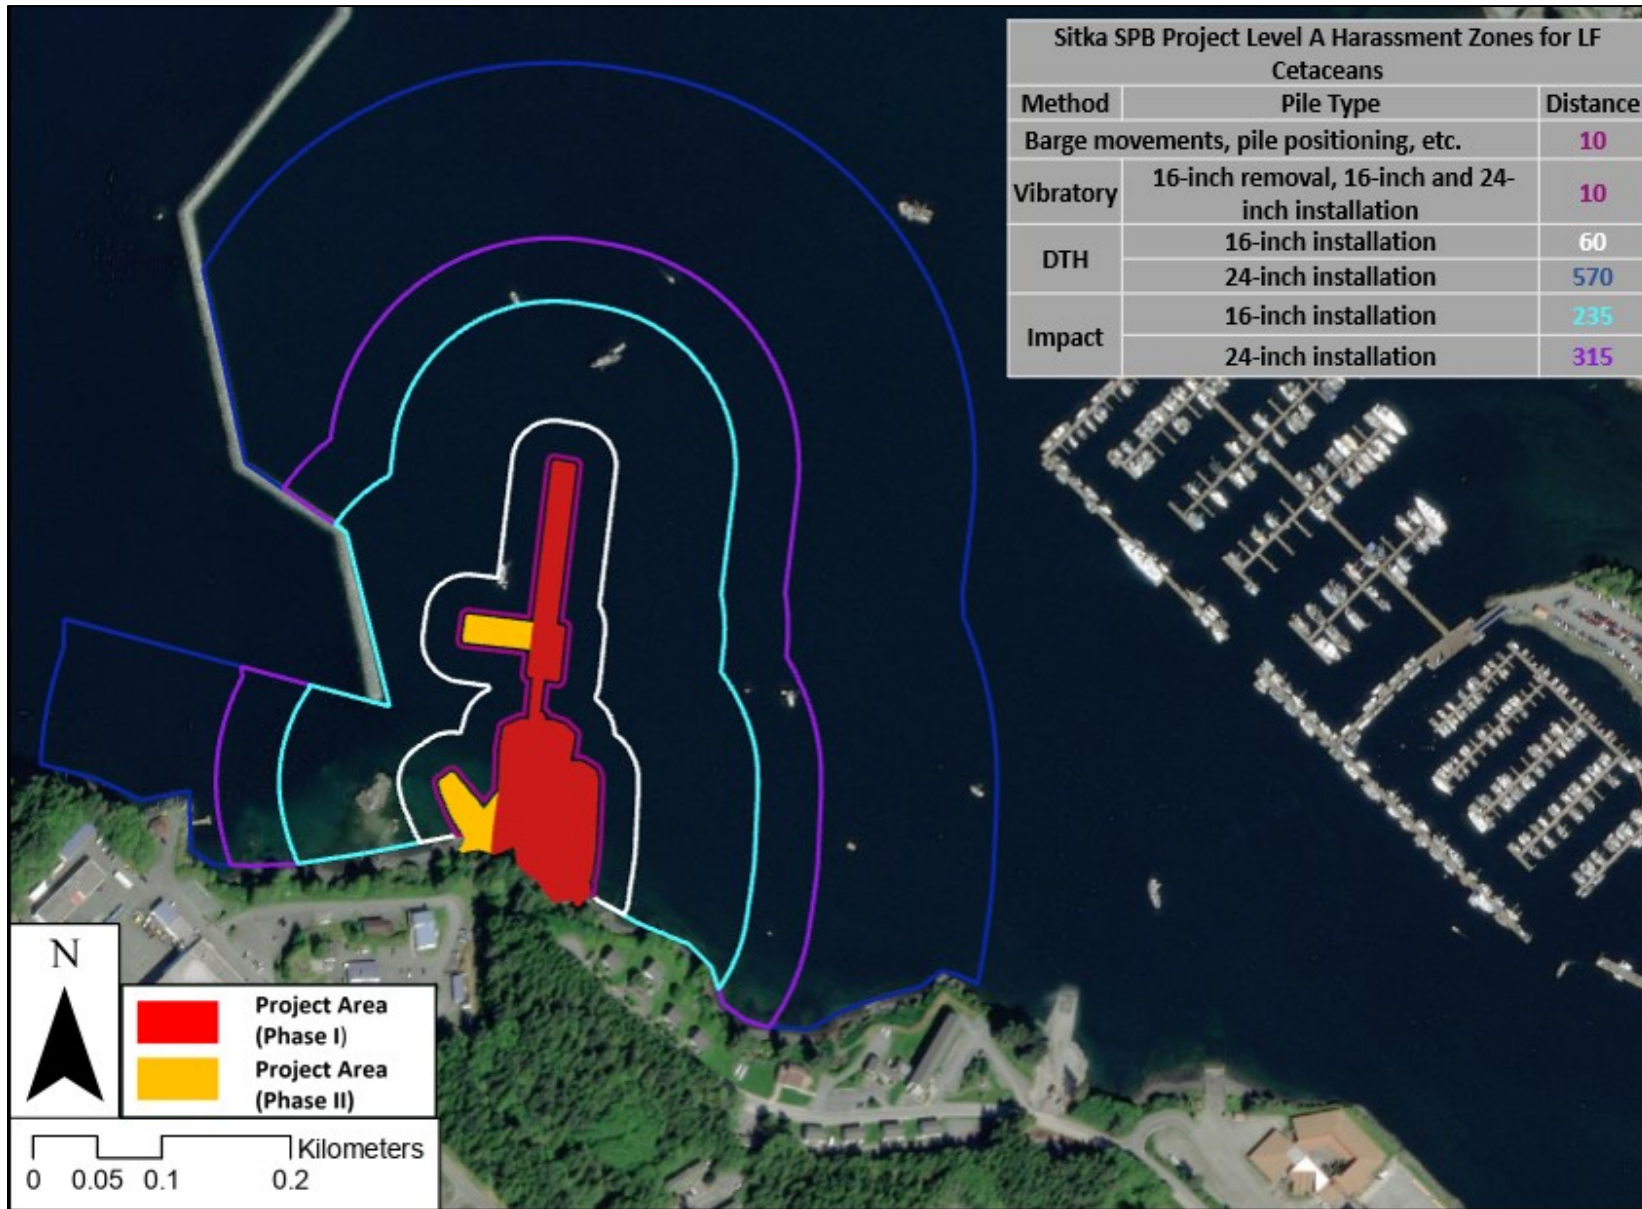 Sitka SPB Project Level A Harassment Zones for LF
Cetaceans
Method Pile Type Distance
Barge movements, pile positioning, etc. 10
Vibratory 16-inch removal, 16-inch and 24-
inch installation 10
DTH 16-inch installation 60
24-inch installation 570
Impact 16-inch installation 235
24-inch installation 315
N
Project Area
(Phase I)
Project Area
(Phase II)
Kilometers
0 0.05 0.1 0.2